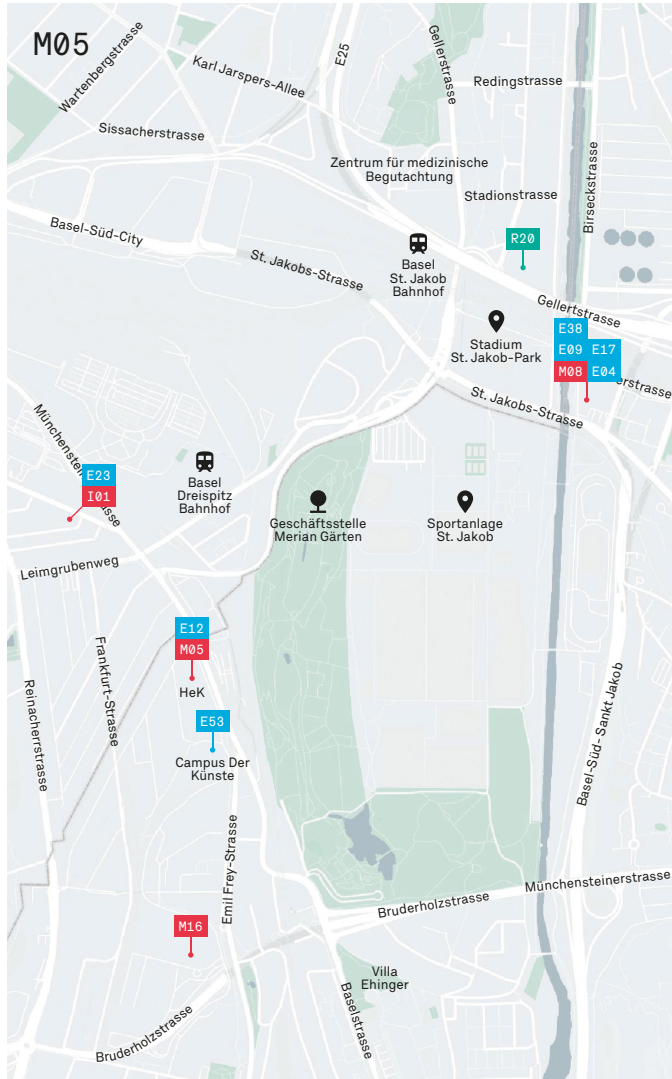 M05
Wartenbergstrasse
Karl Jarspers-Allee
E25
Gellerstrasse
Redingstrasse
Sissacherstrasse
Zentrum für medizinische
Begutachtung
Stadionstrasse
Birseckstrasse
Basel-Süd-City
St. Jakobs-Strasse
R20
Basel
St. Jakob
Bahnhof
Gellertstrasse
Stadium
St. Jakob-Park
E38
E09 E17
M08 E04
erstrasse
St. Jakobs-Strasse
Münchenstei
strasse
E23
I01
Basel
Dreispitz
Bahnhof
Geschäftsstelle
Merian Gärten
Sportanlage
St. Jakob
Leimgrubenweg
E12
M05
HeK
Frankfurt-Strasse
Reinacherrstrasse
E53
Campus Der
Künste
Basel-Süd- Sankt Jakob
Emil Frey-Strasse
Münchensteinerstrasse
Bruderholzstrasse
M16
Villa
Ehinger
Baselstrasse
Bruderholzstrasse